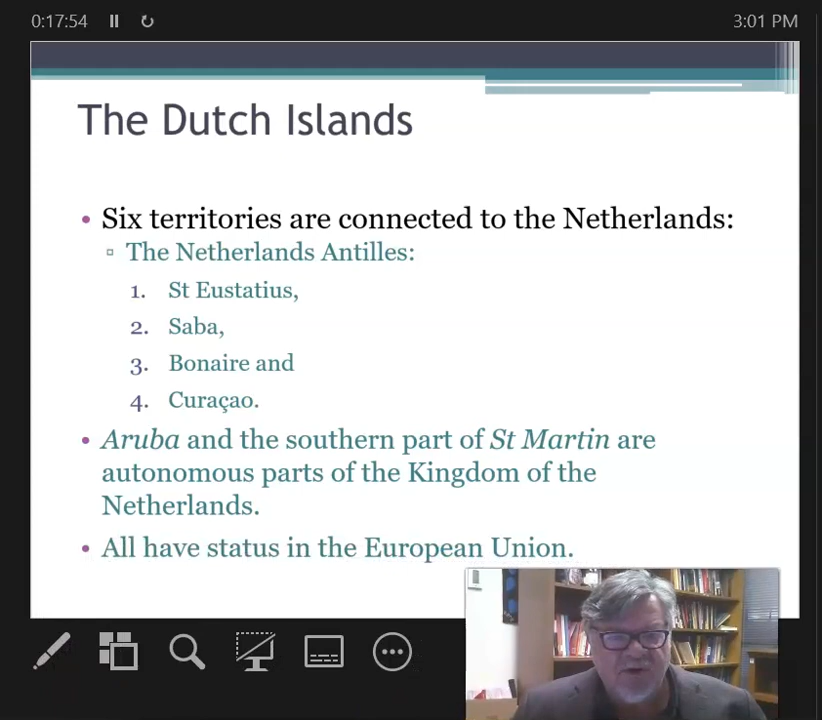 0:17:54
3:01 PM
The Dutch Islands
• Six territories are connected to the Netherlands:
▫ The Netherlands Antilles:
1. St Eustatius,
2. Saba,
3. Bonaire and
4. Curaçao.
• Aruba and the southern part of St Martin are
autonomous parts of the Kingdom of the
Netherlands.
• All have status in the European Union.